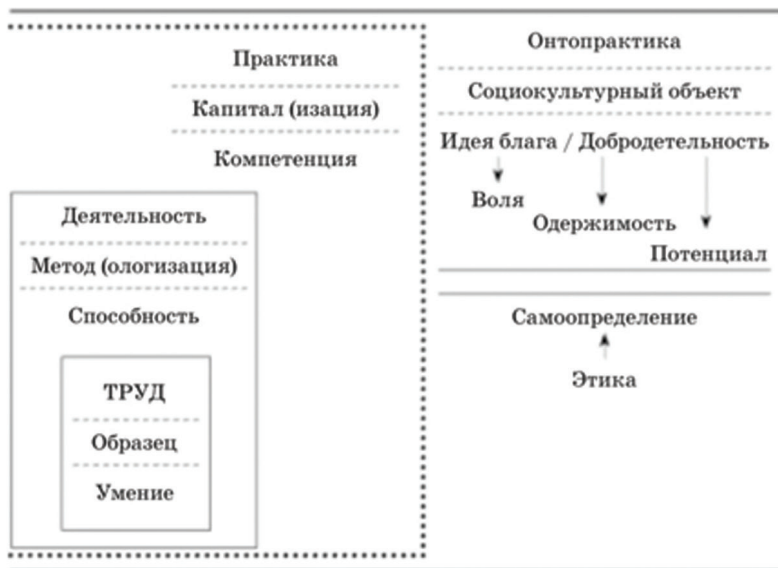 Практика
Капитал (изация)
Компетенция
Деятельность
Метод (ологизация)
Способность
ТРУД
Образец
Умение
Онтопрактика
Социокультурный объект
Идея блага / Добродетельность
Воля
Одержимость
Потенциал
Самоопределение
Этика